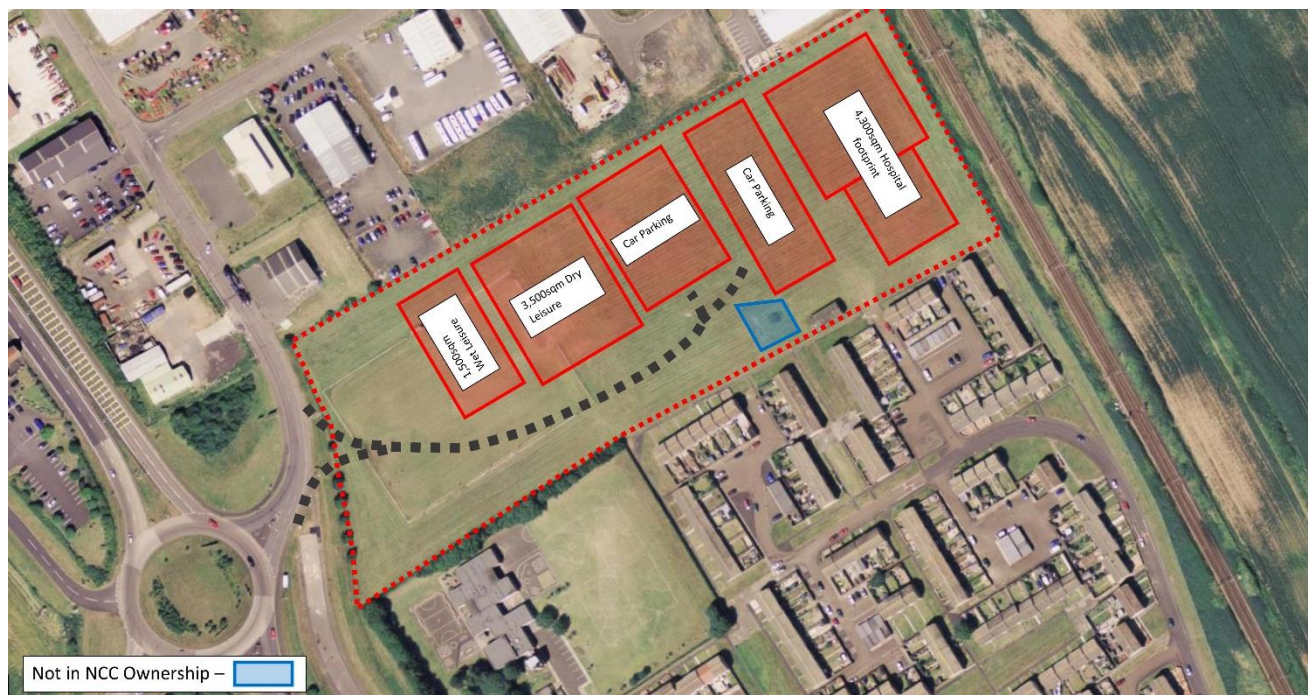 Wet Leisure
1,500sqm
3,500sqm Dry
Leisure
Car Parking
Car Parking
4,300sqm Hospital
footprint
Not in NCC Ownership –